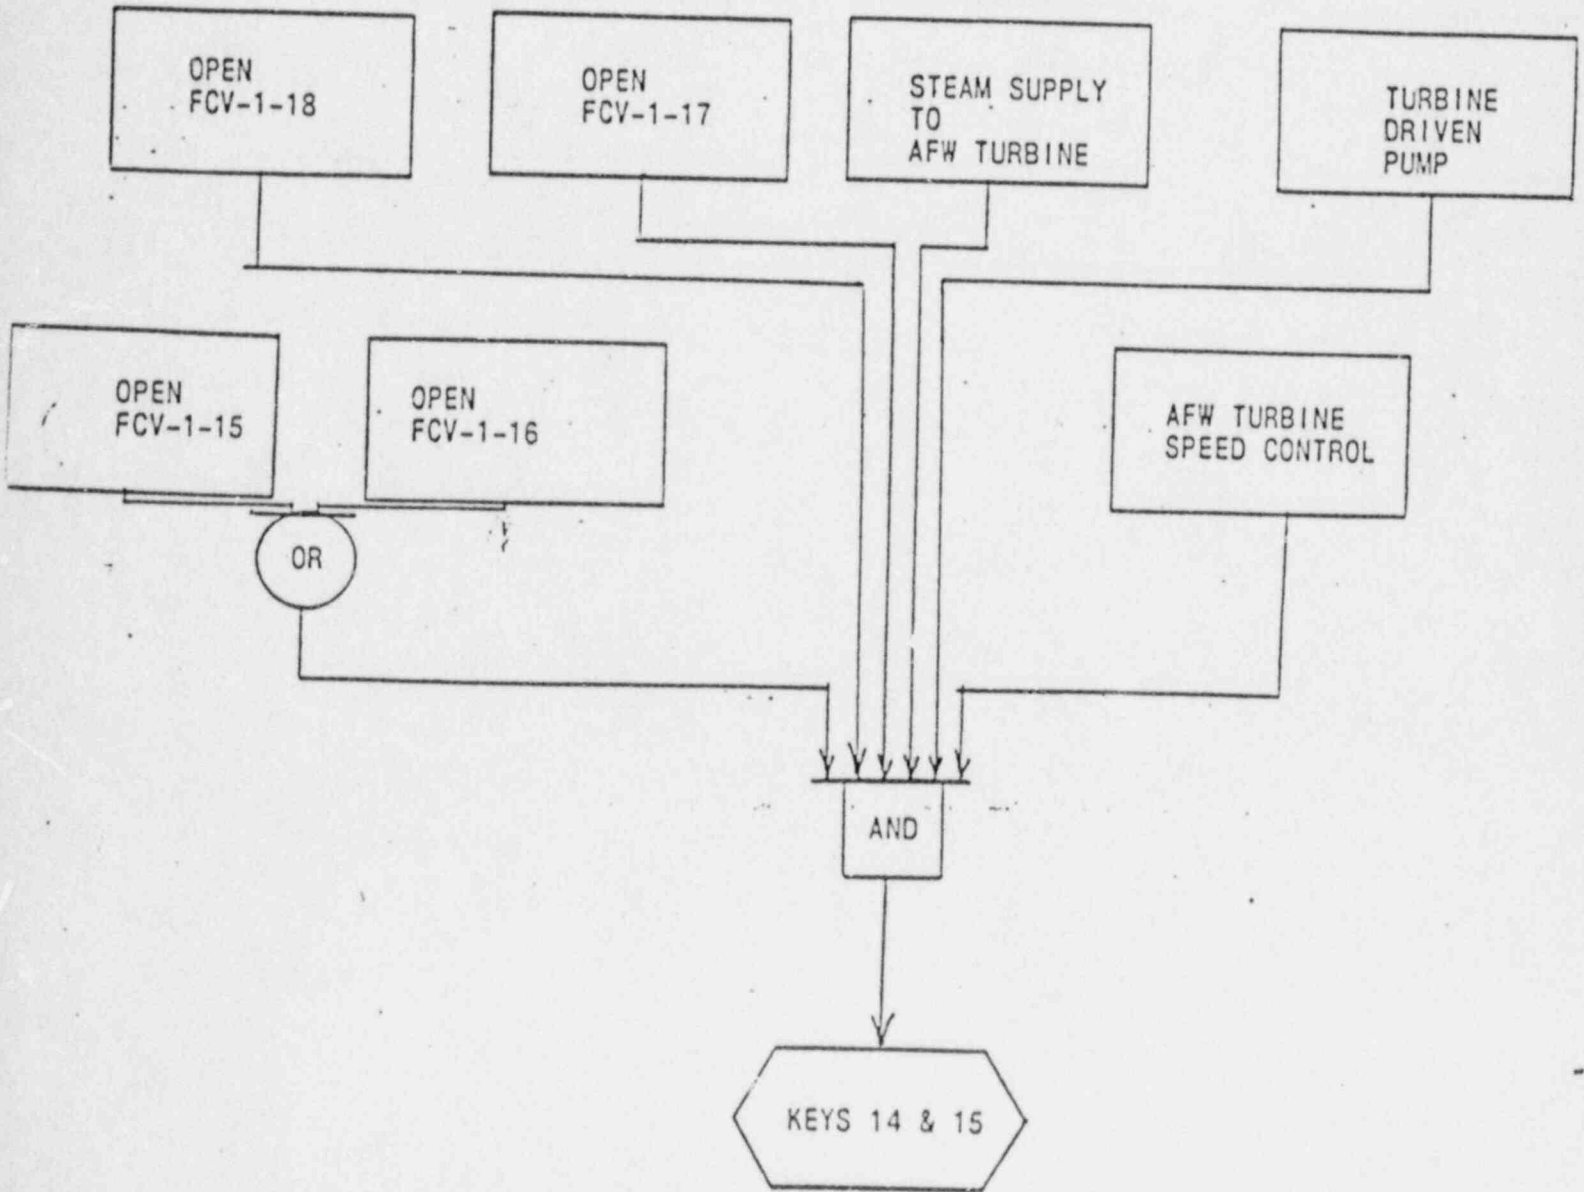 OPEN
FCV-1-18
OPEN
FCV-1-17
STEAM SUPPLY
TO
AFW TURBINE
TURBINE
DRIVEN
PUMP
OPEN
FCV-1-15
OPEN
FCV-1-16
AFW TURBINE
SPEED CONTROL
OR
AND
KEYS 14 & 15